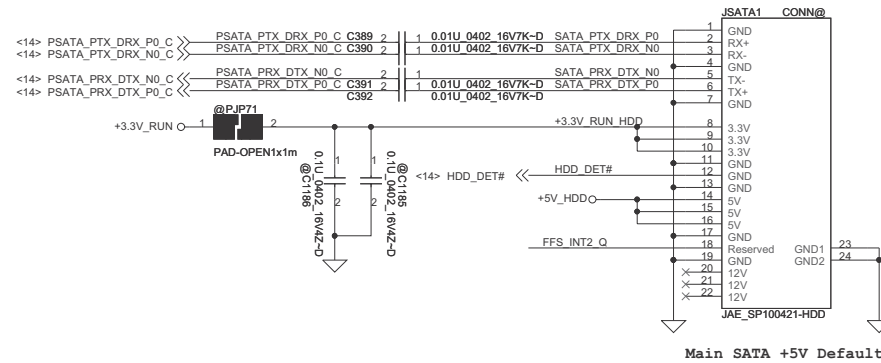 JSATA1 CONN@
<14> PSATA_PTX_DRX_P0_C PSATA_PTX_DRX_P0_C C389 2 1 0.01U_0402_16V7K~D SATA_PTX_DRX_P0
<14> PSATA_PTX_DRX_N0_C PSATA_PTX_DRX_N0_C C390 2 1 0.01U_0402_16V7K~D SATA_PTX_DRX_N0
<14> PSATA_PRX_DTX_N0_C PSATA_PRX_DTX_N0_C C391 2 1 0.01U_0402_16V7K~D SATA_PRX_DTX_N0
<14> PSATA_PRX_DTX_P0_C PSATA_PRX_DTX_P0_C C392 2 1 0.01U_0402_16V7K~D SATA_PRX_DTX_P0
1 GND
2 RX+
3 RX-
4 GND
5 TX-
6 TX+
7 GND
@PJP71
+3.3V_RUN 1 2 +3.3V_RUN_HDD
PAD-OPEN1x1m
8 3.3V
9 3.3V
10 3.3V
11 GND
12 GND
13 GND
14 5V
15 5V
16 5V
17 GND
18 Reserved
19 GND
20 12V
21 12V
22 12V
GND1 23
GND2 24
0.1U_0402_16V4Z~D
@C1186
1
2
0.1U_0402_16V4Z~D
@C1185
1
2
<14> HDD_DET# HDD_DET#
+5V_HDD
FFS_INT2_Q
JAE_SP100421-HDD
Main SATA +5V Default